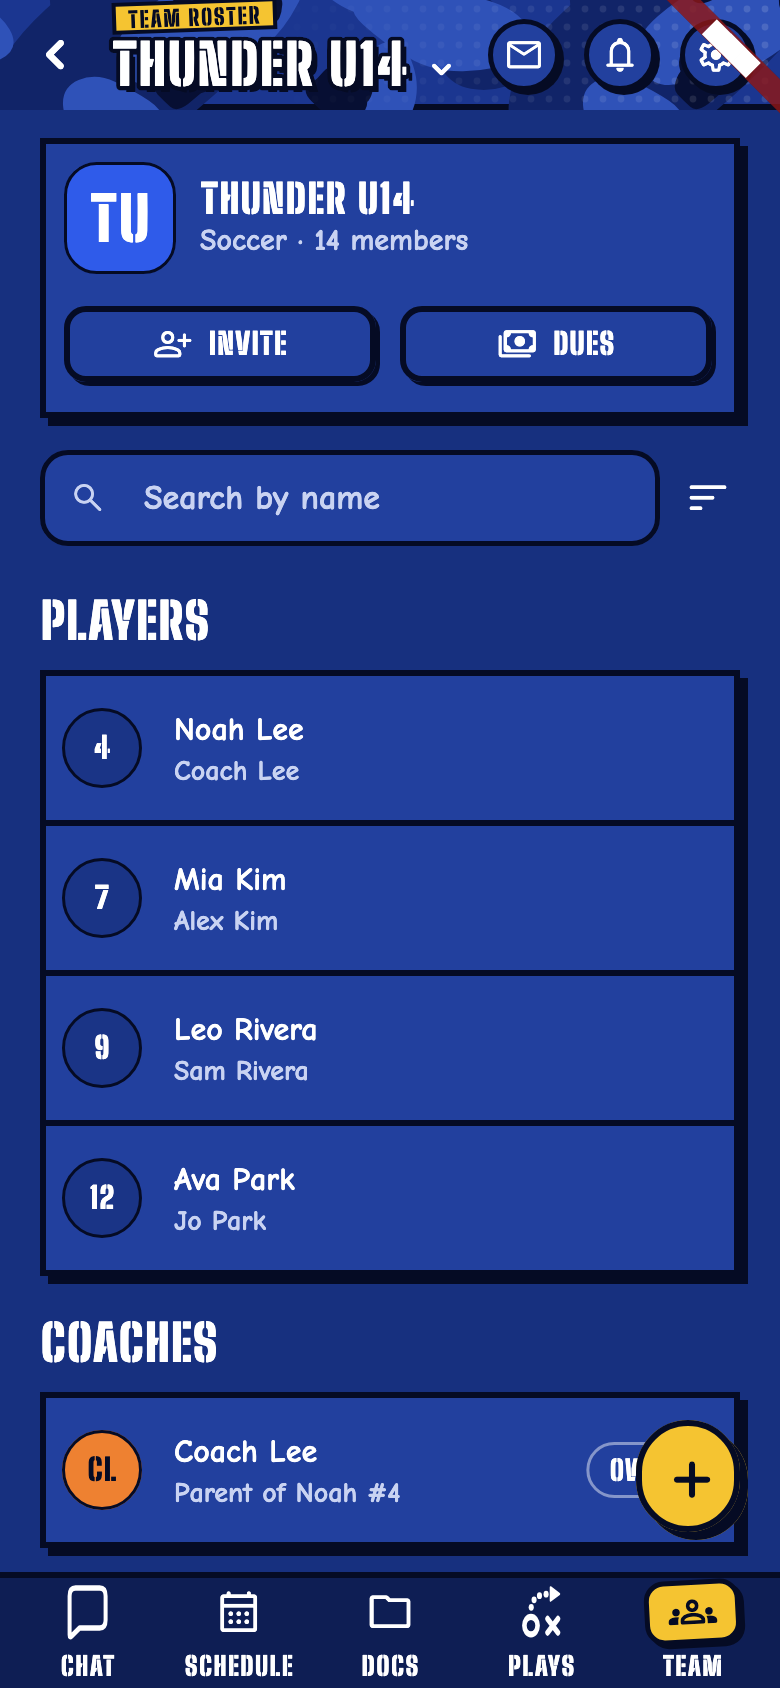 TEAM ROSTER
THUNDER U14
TU
THUNDER U14
Soccer · 14 members
INVITE
DUES
Search by name
PLAYERS
4
Noah Lee
Coach Lee
7
Mia Kim
Alex Kim
9
Leo Rivera
Sam Rivera
12
Ava Park
Jo Park
COACHES
CL
Coach Lee
Parent of Noah #4
CHAT
SCHEDULE
DOCS
PLAYS
TEAM